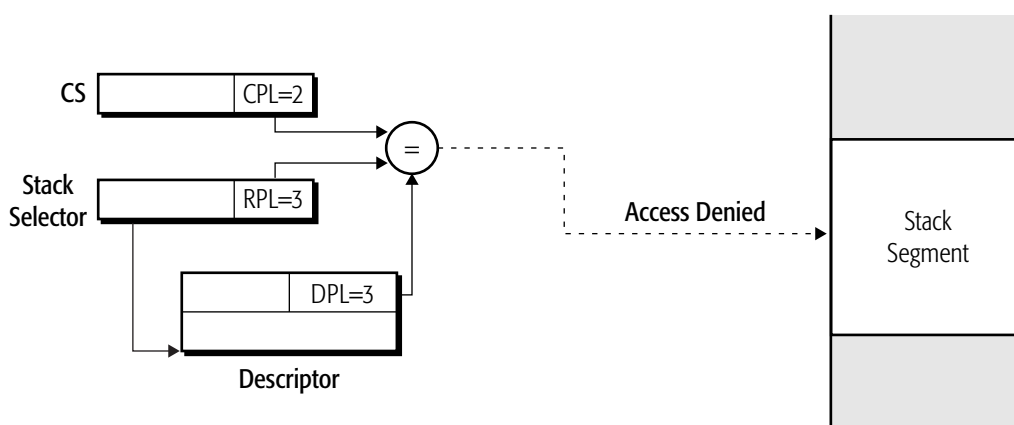 CS
CPL=2
=
Stack
Selector
RPL=3
Access Denied
Stack
Segment
DPL=3
Descriptor